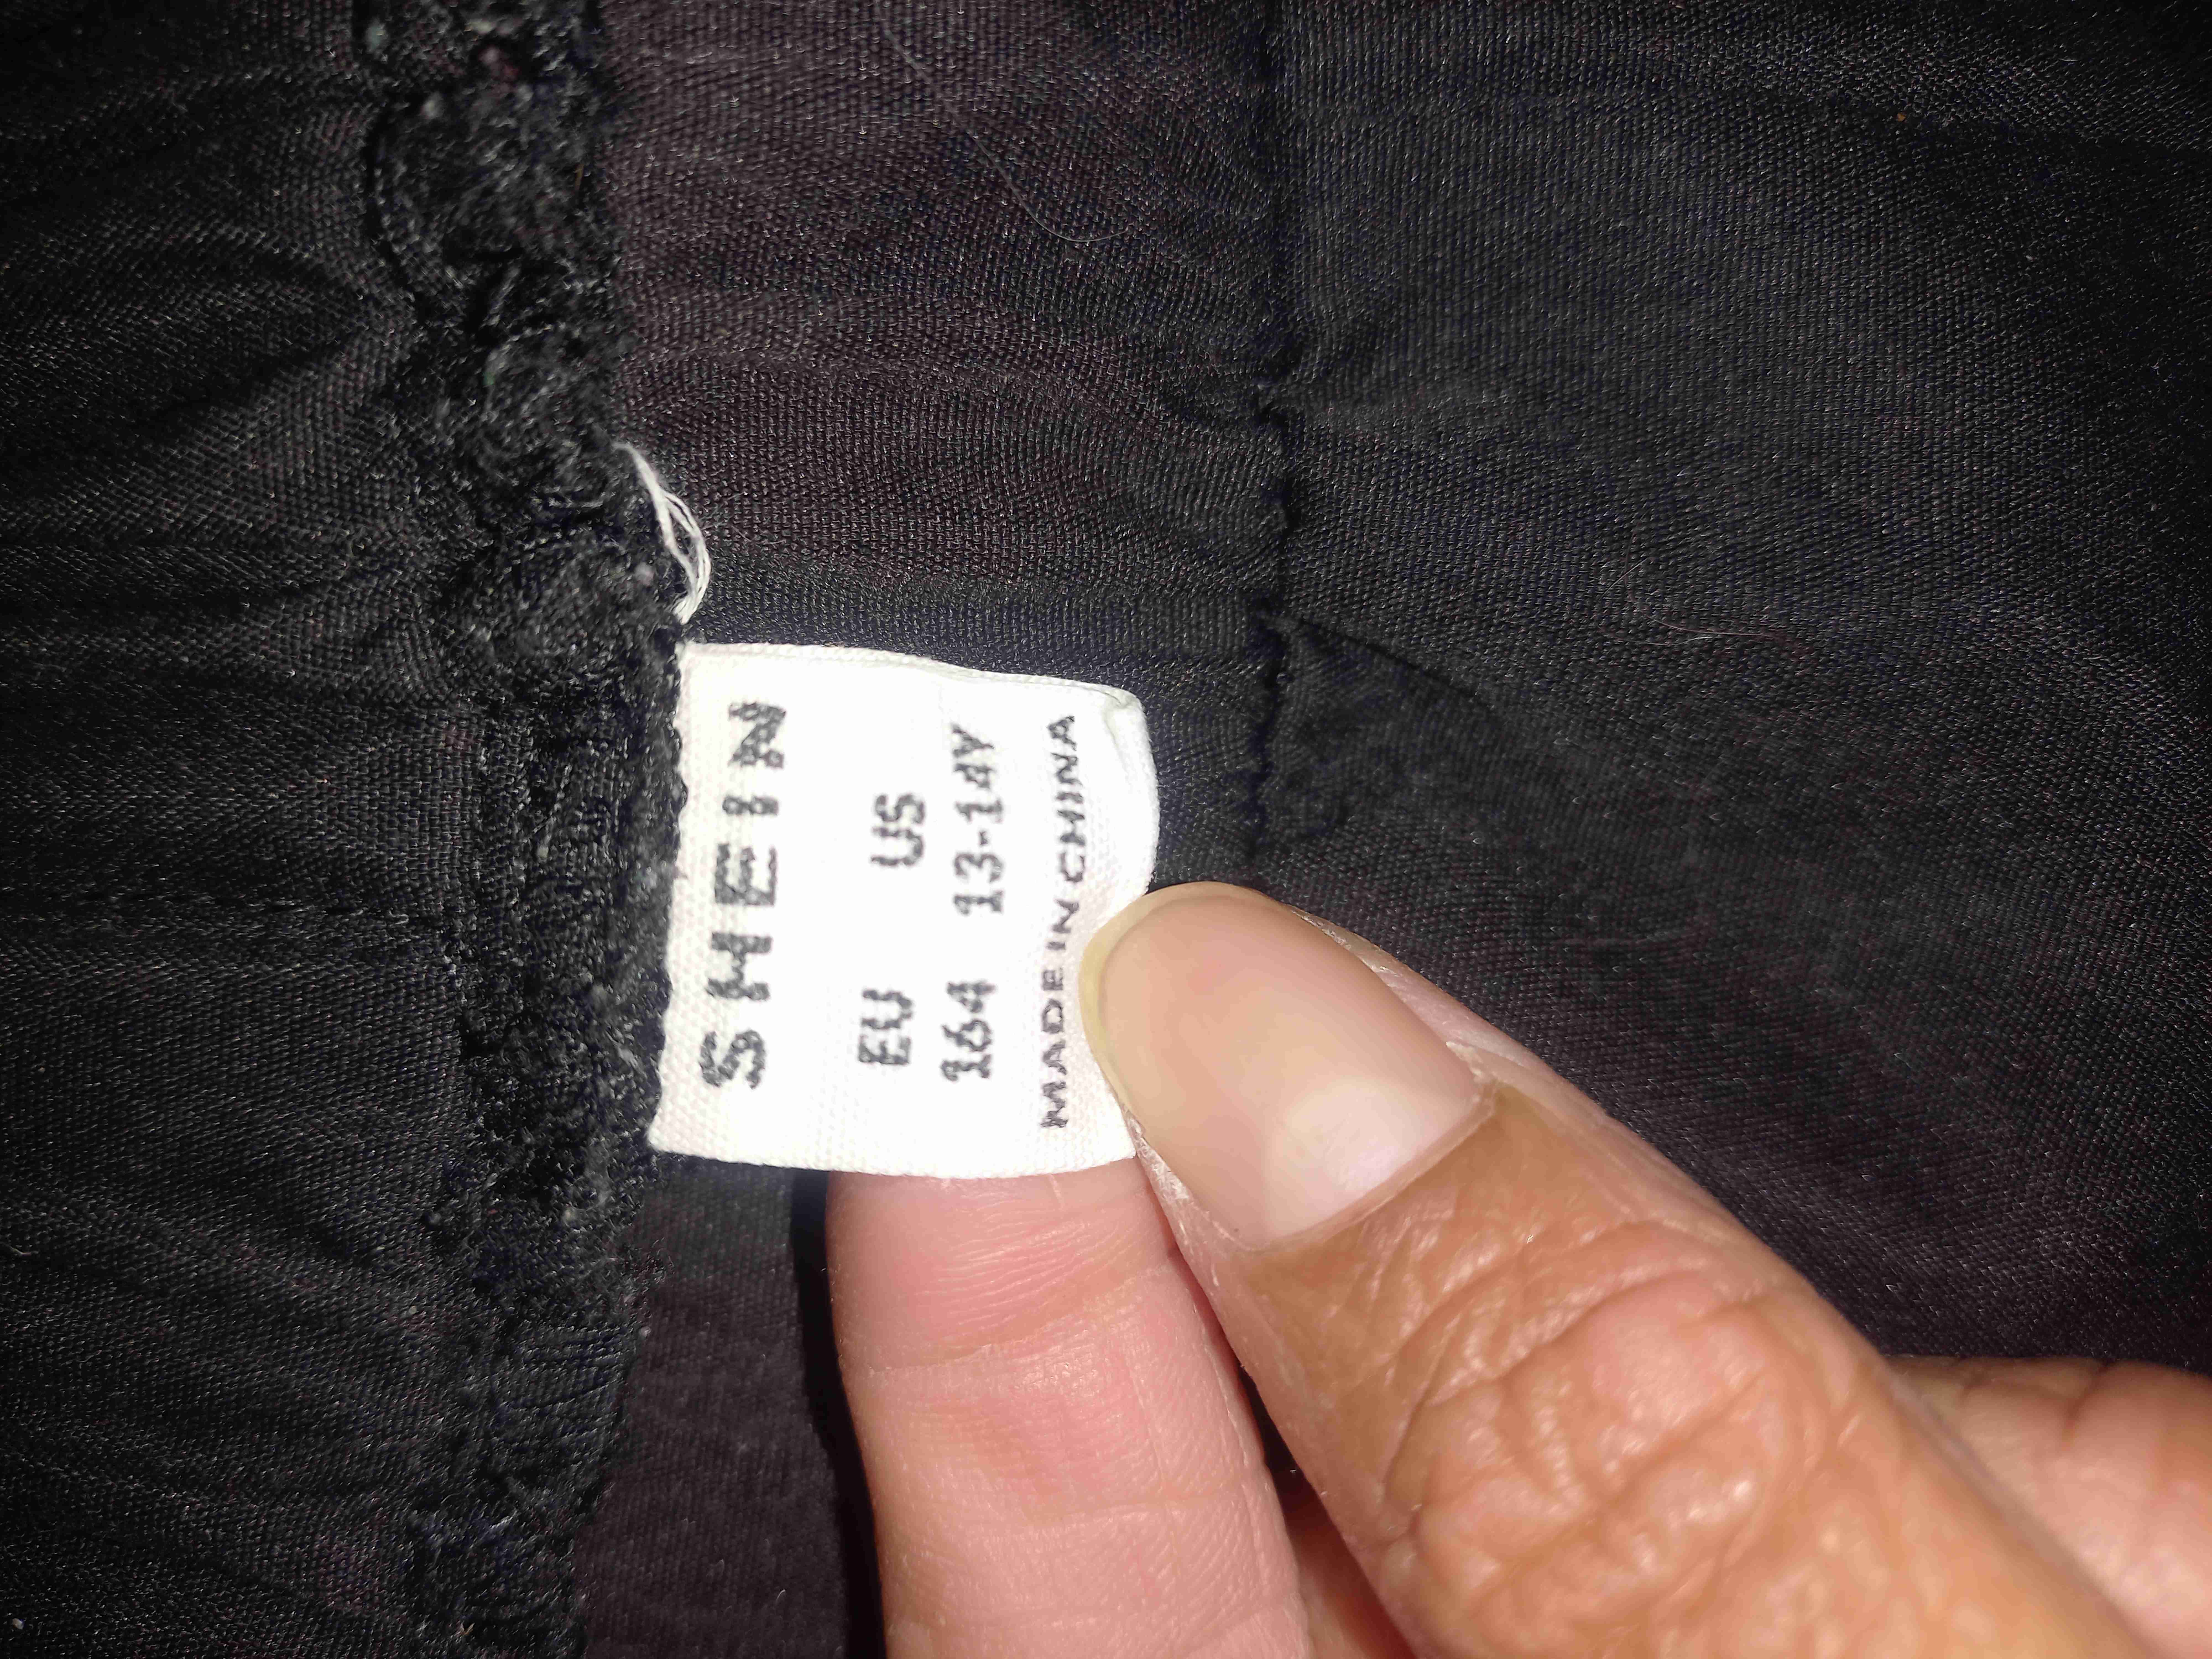 SHEIN
EU US
164 13-14Y
MADE IN CHINA